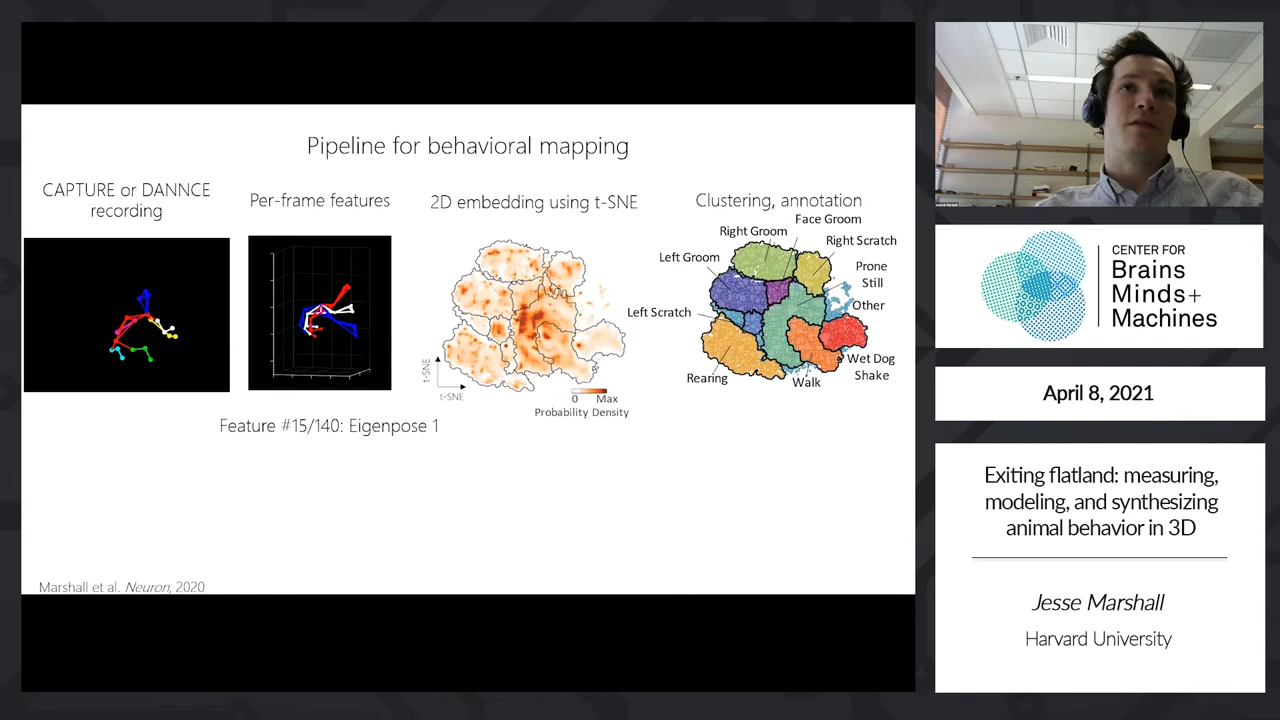 Pipeline for behavioral mapping
CAPTURE or DANNCE
recording
Per-frame features
2D embedding using t-SNE
Clustering, annotation
Face Groom
Right Groom
Right Scratch
Left Groom
Prone
Still
Other
Left Scratch
Wet Dog
Shake
Rearing
Walk
t-SNE
t-SNE
0 Max
Probability Density
Feature #15/140: Eigenpose 1
Marshall et al. Neuron, 2020
CENTER FOR
Brains
Minds+
Machines
April 8, 2021
Exiting flatland: measuring,
modeling, and synthesizing
animal behavior in 3D
Jesse Marshall
Harvard University